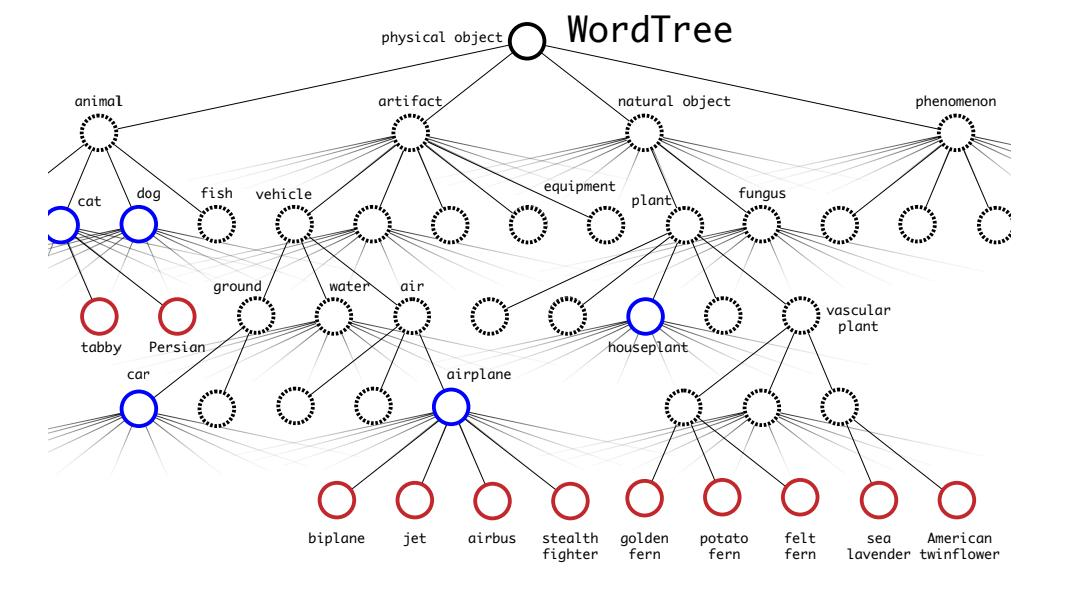 physical object
WordTree
animal
artifact
natural object
phenomenon
cat
dog
fish
vehicle
equipment
plant
fungus
ground
water
air
vascular
plant
tabby
Persian
houseplant
car
airplane
biplane
jet
airbus
stealth
fighter
golden
fern
potato
fern
felt
fern
sea
lavender
American
twinflower